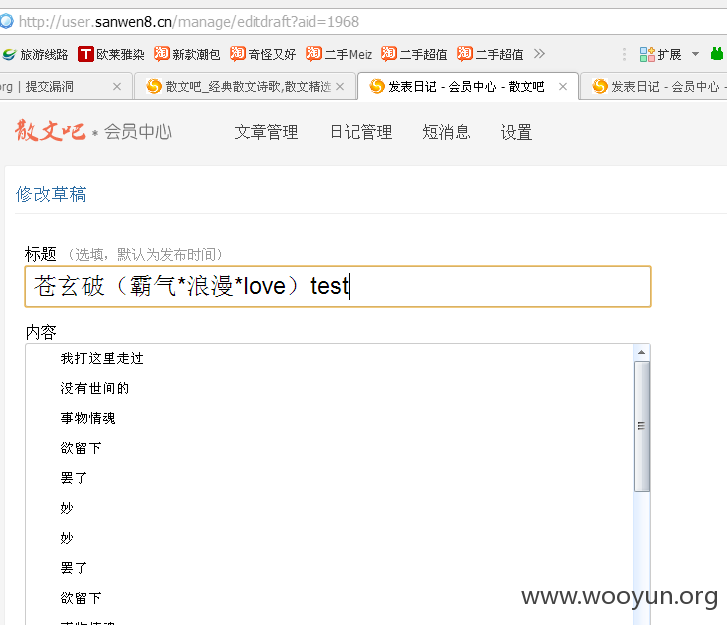 http://user.sanwen8.cn/manage/editdraft?aid=1968
旅游线路 T 欧莱雅染 淘 新款潮包 淘 奇怪又好 淘 二手Meiz 淘 二手超值 淘 二手超值 » 扩展
org | 提交漏洞 × 散文吧_经典散文诗歌,散文精选 × 发表日记 - 会员中心 - 散文吧 × 发表日记 - 会员中心 -
散文吧 * 会员中心 文章管理 日记管理 短消息 设置
修改草稿
标题 （选填，默认为发布时间）
苍玄破（霸气*浪漫*love）test
内容
我打这里走过
没有世间的
事物情魂
欲留下
罢了
妙
妙
罢了
欲留下
事物情魂
www.wooyun.org